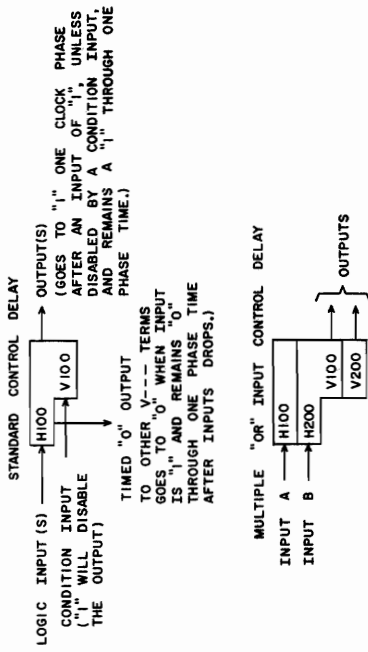 STANDARD CONTROL DELAY
LOGIC INPUT (S)
H100
OUTPUT(S)
(GOES TO "1" ONE CLOCK PHASE
AFTER AN INPUT OF "1", UNLESS
DISABLED BY A CONDITION INPUT,
AND REMAINS A "1" THROUGH ONE
PHASE TIME.)
V100
CONDITION INPUT
("1" WILL DISABLE
THE OUTPUT)
TIMED "0" OUTPUT
TO OTHER V--- TERMS
GOES TO "0" WHEN INPUT
IS "1" AND REMAINS "0"
THROUGH ONE PHASE TIME
AFTER INPUTS DROPS.)
MULTIPLE "OR" INPUT CONTROL DELAY
INPUT A
H100
INPUT B
H200
V100
V200
OUTPUTS